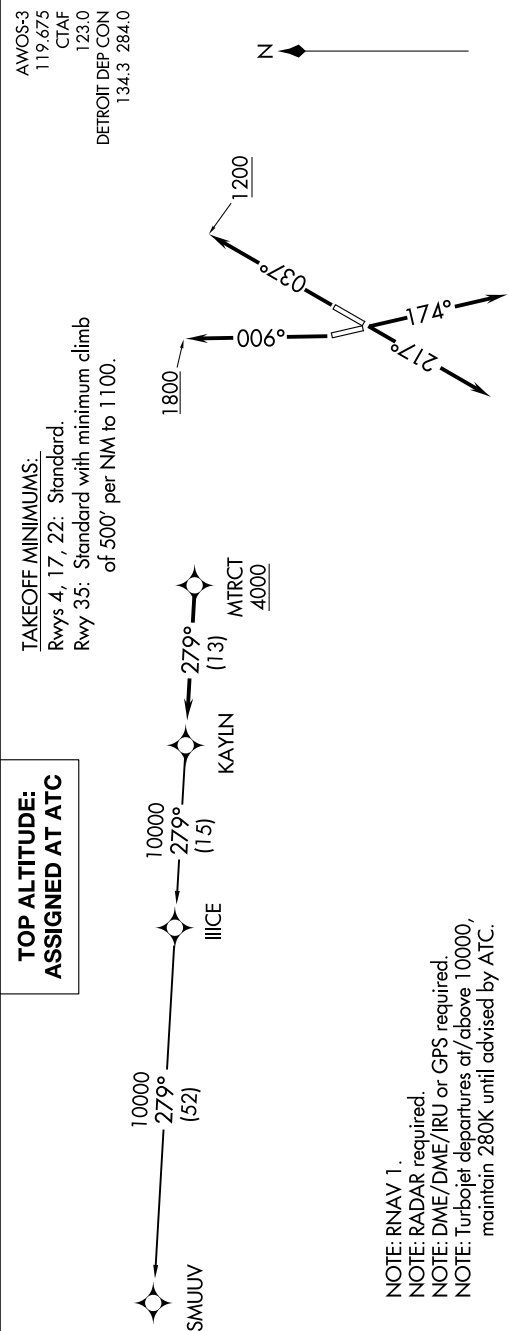 AWOS-3
119.675
CTAF
123.0
DETROIT DEP CON
134.3 284.0
N
TOP ALTITUDE:
ASSIGNED AT ATC
TAKEOFF MINIMUMS:
Rwys 4, 17, 22: Standard.
Rwy 35: Standard with minimum climb
of 500' per NM to 1100.
1800
1200
006°
037°
174°
217°
MTRCT
4000
279°
(13)
KAYLN
10000
279°
(15)
IIICE
10000
279°
(52)
SMUUV
NOTE: RNAV 1.
NOTE: RADAR required.
NOTE: DME/DME/IRU or GPS required.
NOTE: Turbojet departures at/above 10000,
maintain 280K until advised by ATC.